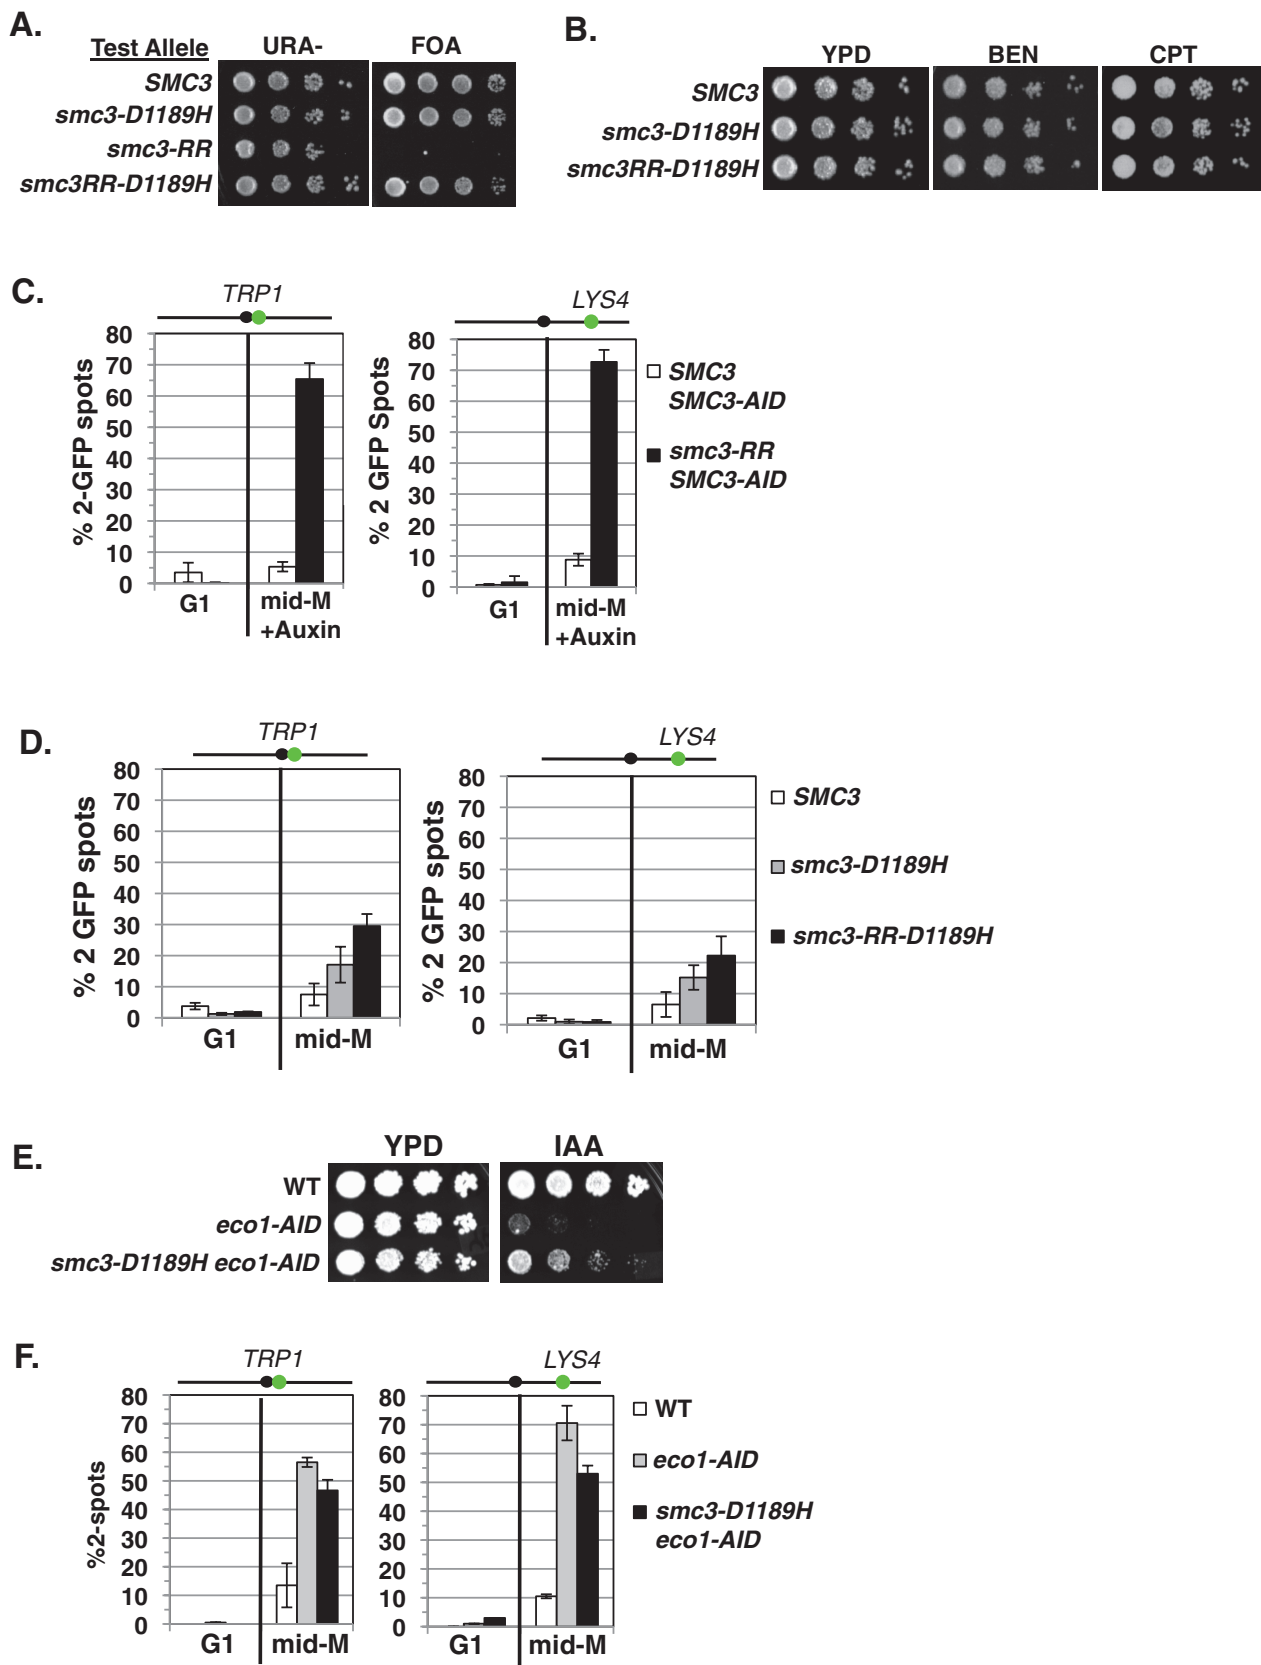 A.
Test Allele URA- FOA
SMC3
smc3-D1189H
smc3-RR
smc3RR-D1189H
B.
YPD BEN CPT
SMC3
smc3-D1189H
smc3RR-D1189H
C.
TRP1
% 2-GFP spots
80
70
60
50
40
30
20
10
0
G1
mid-M
+Auxin
LYS4
% 2 GFP Spots
80
70
60
50
40
30
20
10
0
G1
mid-M
+Auxin
SMC3
SMC3-AID
smc3-RR
SMC3-AID
D.
TRP1
% 2 GFP spots
80
70
60
50
40
30
20
10
0
G1 mid-M
LYS4
% 2 GFP spots
80
70
60
50
40
30
20
10
0
G1 mid-M
SMC3
smc3-D1189H
smc3-RR-D1189H
E.
YPD IAA
WT
eco1-AID
smc3-D1189H eco1-AID
F.
TRP1
%2-spots
80
70
60
50
40
30
20
10
0
G1 mid-M
LYS4
80
70
60
50
40
30
20
10
0
G1 mid-M
WT
eco1-AID
smc3-D1189H
eco1-AID